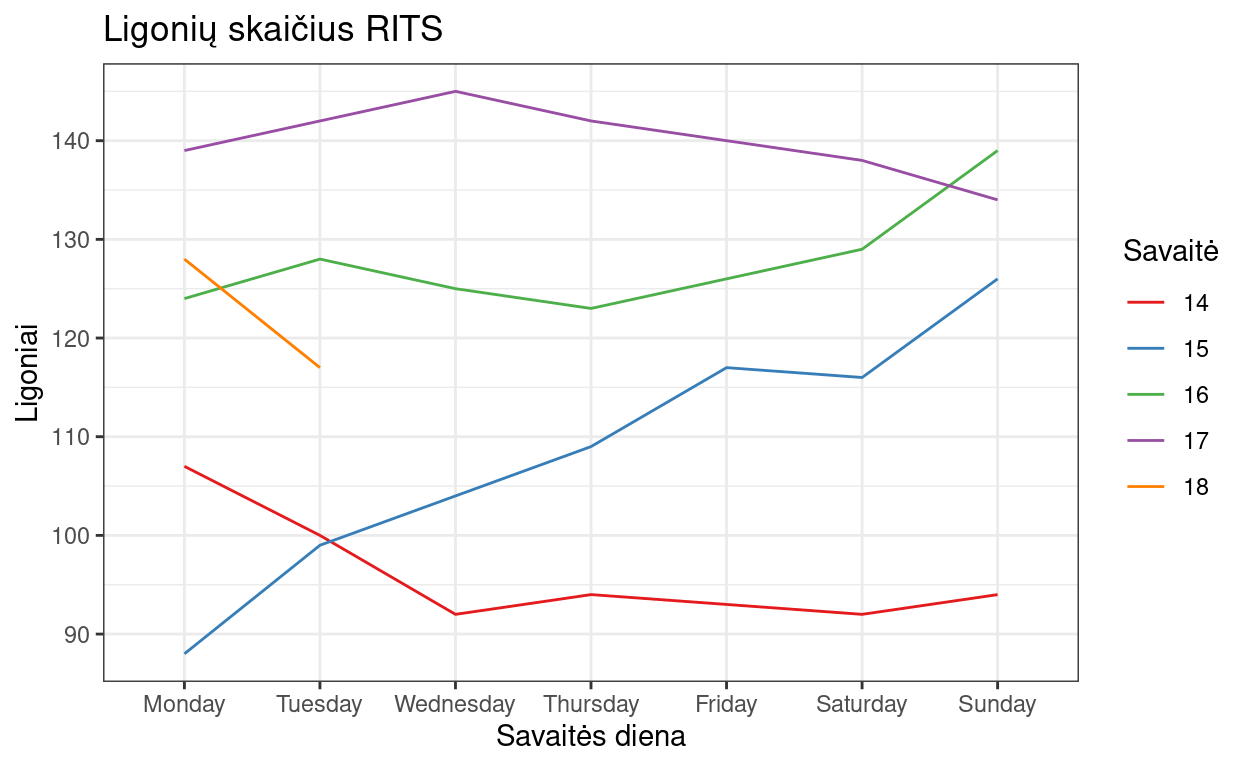 Ligonių skaičius RITS
Ligoniai
140
130
120
110
100
90
Monday Tuesday Wednesday Thursday Friday Saturday Sunday
Savaitės diena
Savaitė
14
15
16
17
18